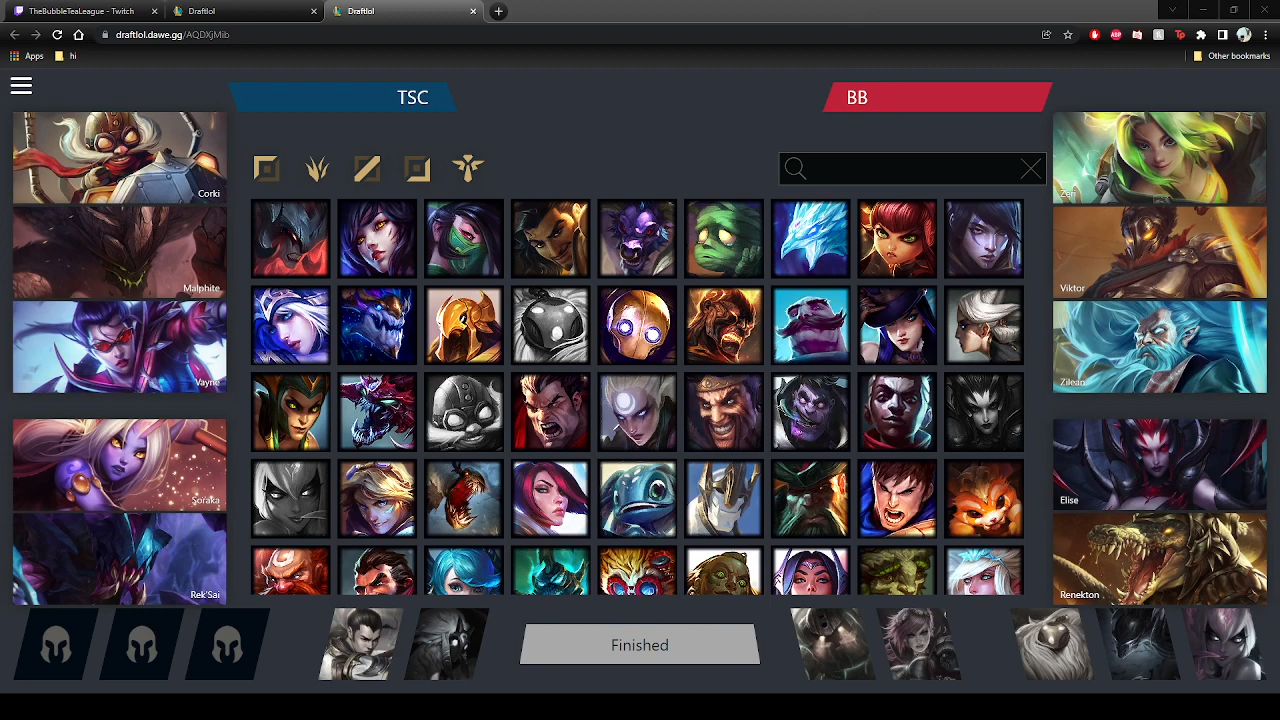 TheBubbleTeaLeague - Twitch
Draftlol
Draftlol
draftlol.dawe.gg/AQDXjMib
Apps
hi
Other bookmarks
TSC
BB
Corki
Malphite
Vayne
Soraka
Rek'Sai
Zeri
Viktor
Zilean
Elise
Renekton
Finished